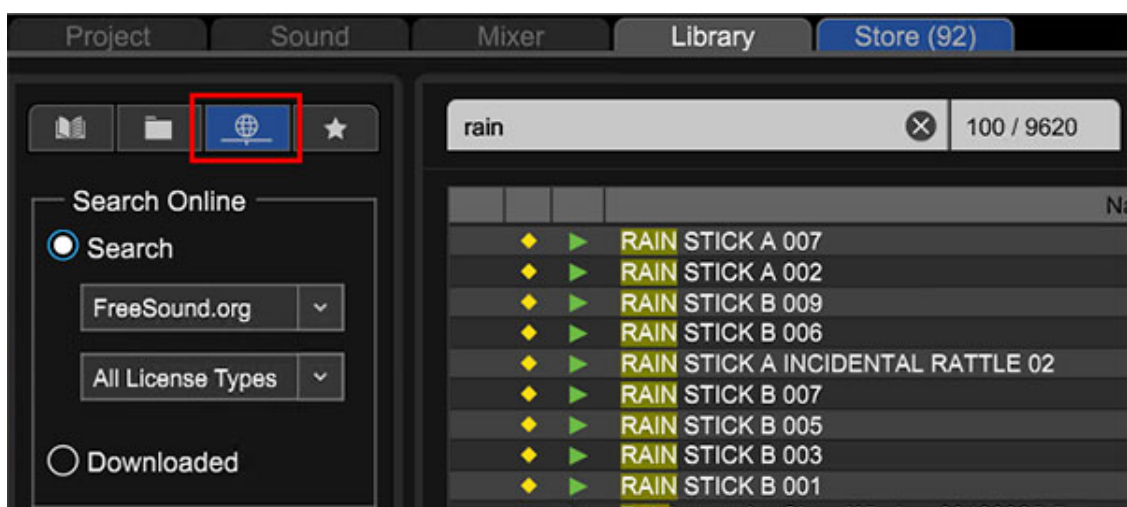 Project Sound Mixer Library Store (92)
rain 100 / 9620
Search Online
Search
FreeSound.org
All License Types
Downloaded
RAIN STICK A 007
RAIN STICK A 002
RAIN STICK B 009
RAIN STICK B 006
RAIN STICK A INCIDENTAL RATTLE 02
RAIN STICK B 007
RAIN STICK B 005
RAIN STICK B 003
RAIN STICK B 001